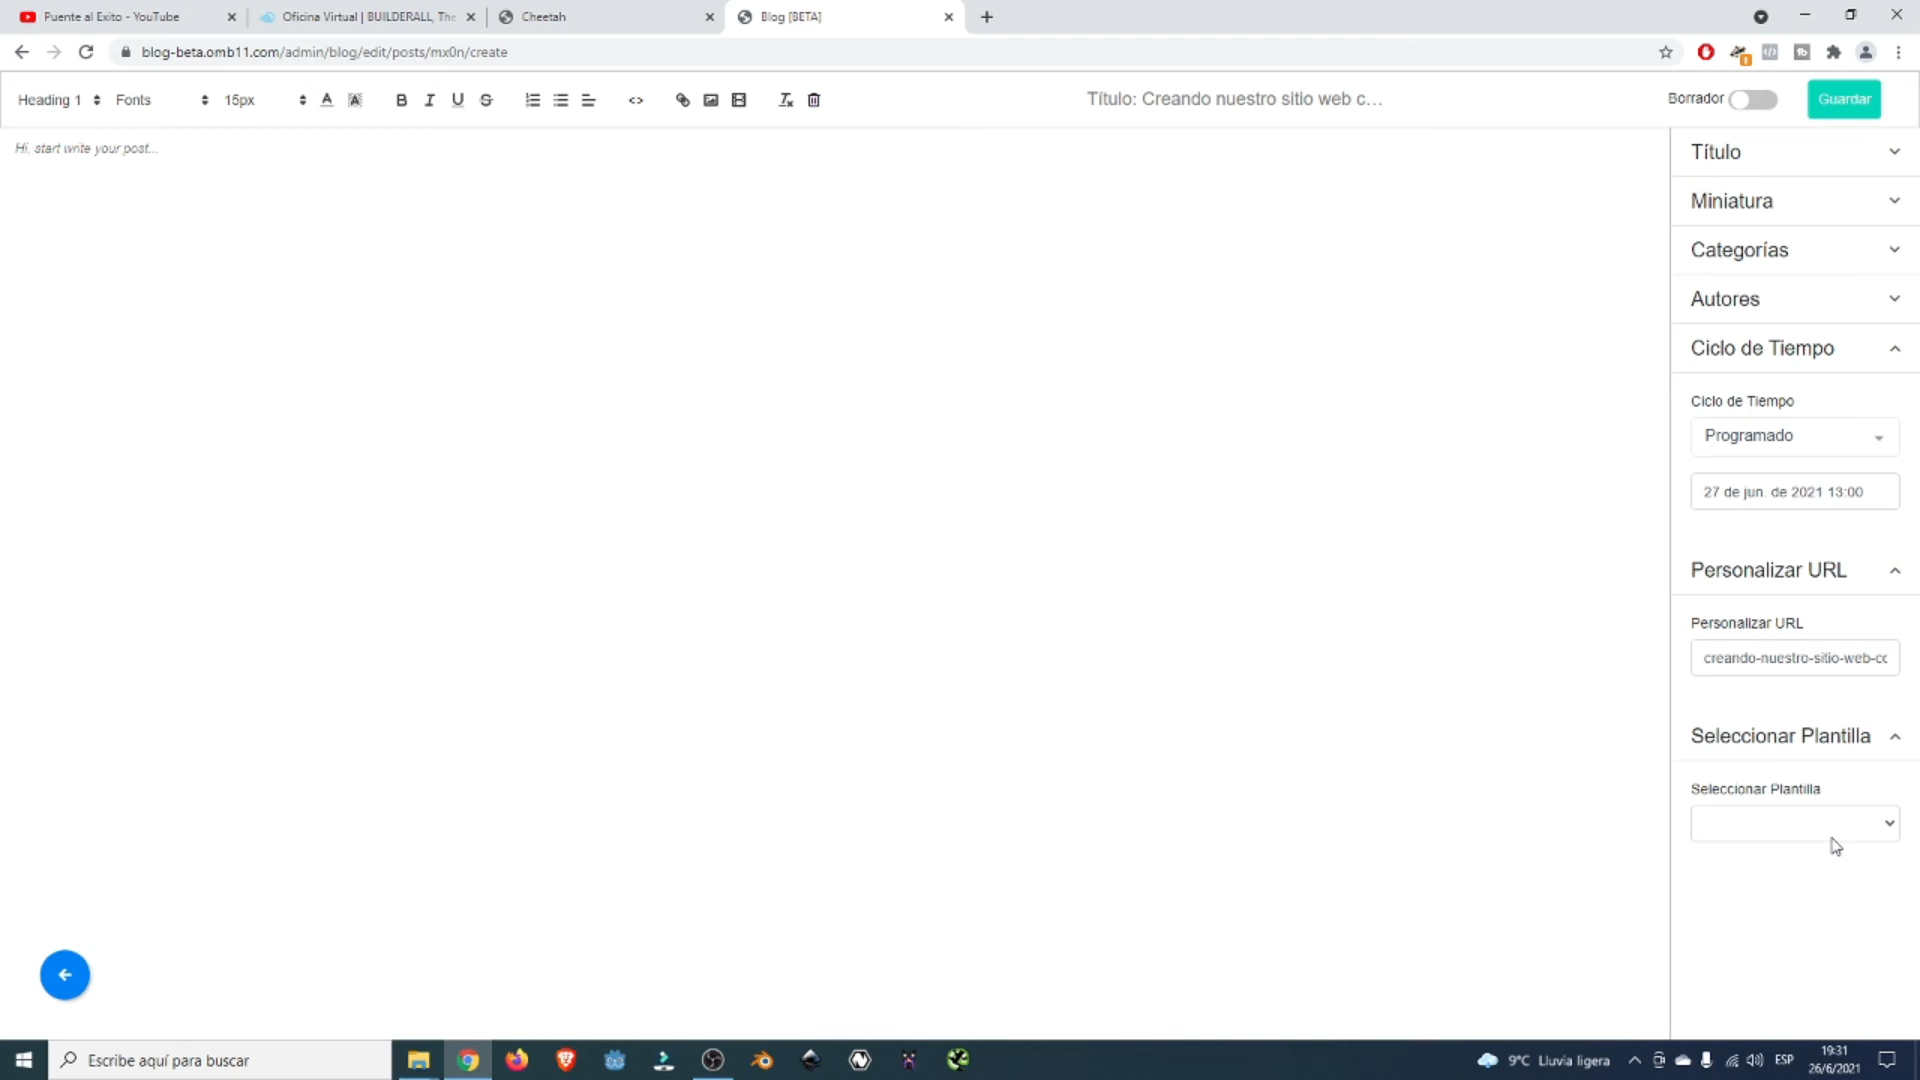 Puente al Exito - YouTube
Oficina Virtual | BUILDERALL, The
Cheetah
Blog [BETA]
blog-beta.omb11.com/admin/blog/edit/posts/mx0n/create
Heading 1
Fonts
15px
Título: Creando nuestro sitio web c...
Borrador
Guardar
Hi, start write your post...
Título
Miniatura
Categorías
Autores
Ciclo de Tiempo
Ciclo de Tiempo
Programado
27 de jun. de 2021 13:00
Personalizar URL
Personalizar URL
creando-nuestro-sitio-web-cc
Seleccionar Plantilla
Seleccionar Plantilla
Escribe aquí para buscar
9°C Lluvia ligera
ESP
19:31
26/6/2021